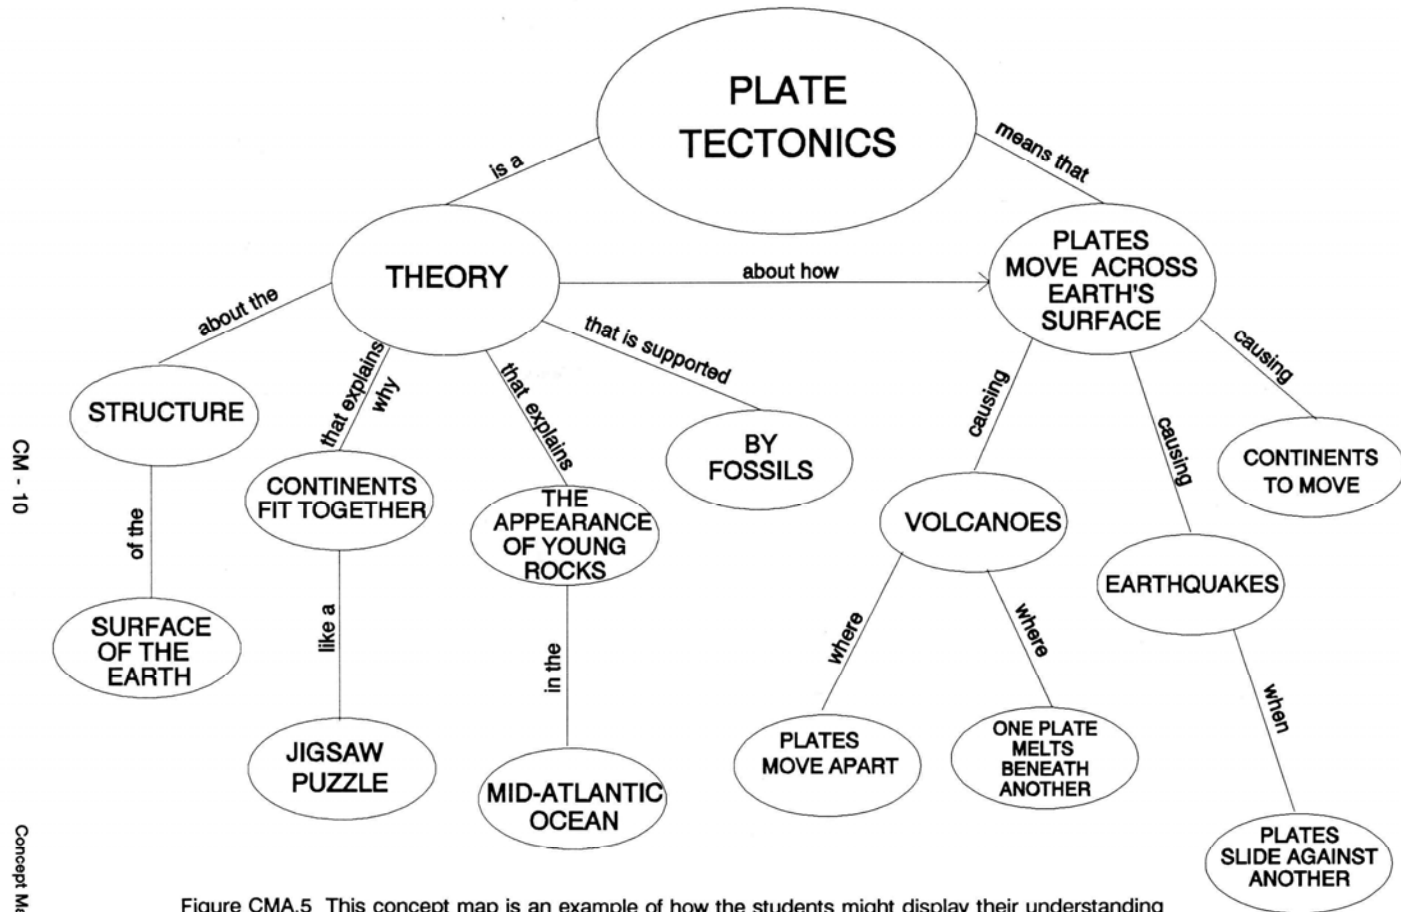 PLATE
TECTONICS
is a
means that
THEORY
about how
PLATES
MOVE ACROSS
EARTH'S
SURFACE
about the
that explains
why
that explains
that is supported
causing
causing
causing
STRUCTURE
CONTINENTS
FIT TOGETHER
THE
APPEARANCE
OF YOUNG
ROCKS
BY
FOSSILS
VOLCANOES
EARTHQUAKES
CONTINENTS
TO MOVE
of the
like a
in the
where
where
when
SURFACE
OF THE
EARTH
JIGSAW
PUZZLE
MID-ATLANTIC
OCEAN
PLATES
MOVE APART
ONE PLATE
MELTS
BENEATH
ANOTHER
PLATES
SLIDE AGAINST
ANOTHER
CM - 10
Concept
Figure CMA.5 This concept map is an example of how the students might display their understanding